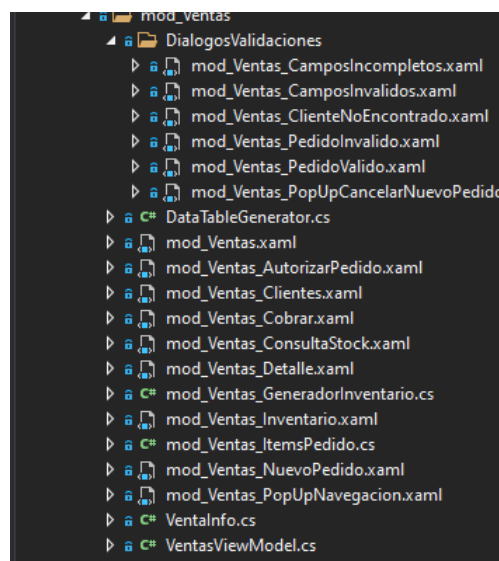 mod_Ventas
DialogosValidaciones
mod_Ventas_CamposIncompletos.xaml
mod_Ventas_CamposInvalidos.xaml
mod_Ventas_ClienteNoEncontrado.xaml
mod_Ventas_PedidoInvalido.xaml
mod_Ventas_PedidoValido.xaml
mod_Ventas_PopUpCancelarNuevoPedido
C# DataTableGenerator.cs
mod_Ventas.xaml
mod_Ventas_AutorizarPedido.xaml
mod_Ventas_Clientes.xaml
mod_Ventas_Cobrar.xaml
mod_Ventas_ConsultaStock.xaml
mod_Ventas_Detalle.xaml
C# mod_Ventas_GeneradorInventario.cs
mod_Ventas_Inventario.xaml
C# mod_Ventas_ItemsPedido.cs
mod_Ventas_NuevoPedido.xaml
mod_Ventas_PopUpNavegacion.xaml
C# VentaInfo.cs
C# VentasViewModel.cs